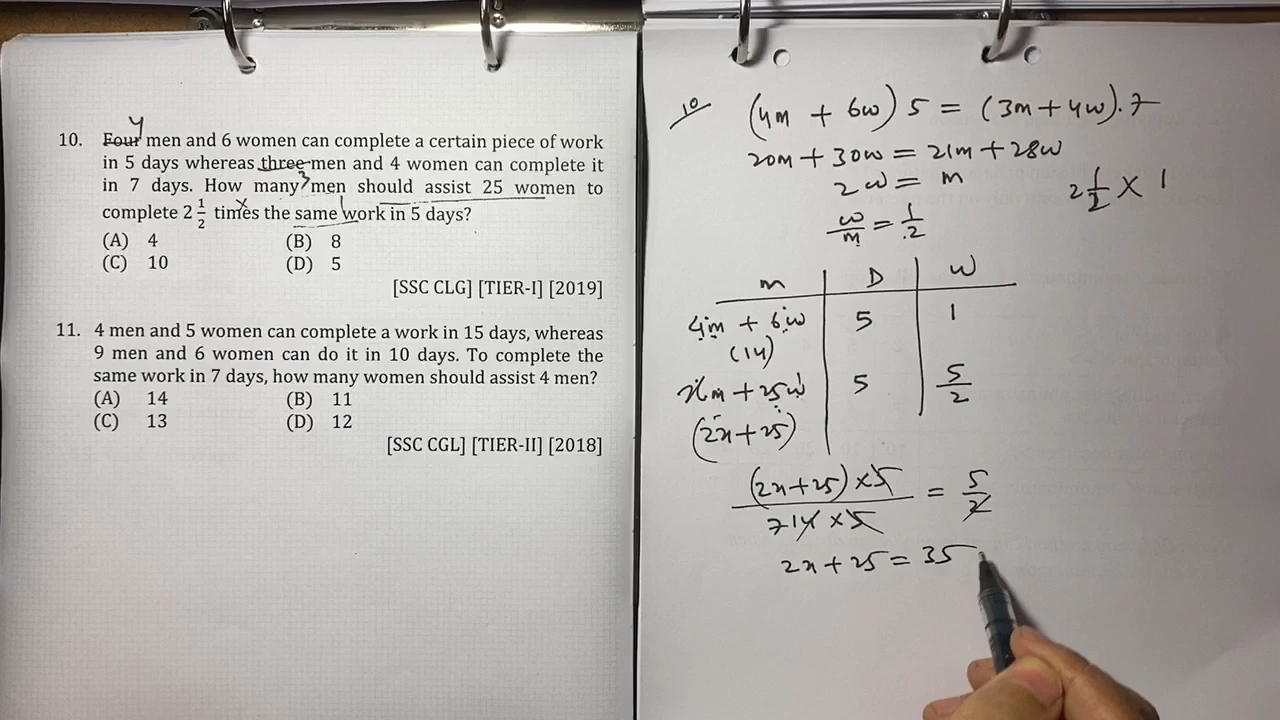 10. Four men and 6 women can complete a certain piece of work
4
in 5 days whereas three men and 4 women can complete it
3
in 7 days. How many men should assist 25 women to
complete 2 1/2 times the same work in 5 days?
x 1
(A) 4 (B) 8
(C) 10 (D) 5
[SSC CLG] [TIER-I] [2019]
11. 4 men and 5 women can complete a work in 15 days, whereas
9 men and 6 women can do it in 10 days. To complete the
same work in 7 days, how many women should assist 4 men?
(A) 14 (B) 11
(C) 13 (D) 12
[SSC CGL] [TIER-II] [2018]
10 (4m + 6w) 5 = (3m + 4w).7
20m + 30w = 21m + 28w
2w = m
2 1/2 x 1
w/m = 1/2
m D W
4m + 6w 5 1
(14)
xm + 25w 5 5/2
(2x + 25)
(2x + 25) x 5 / 7 14 x 5 = 5/2
2x + 25 = 35